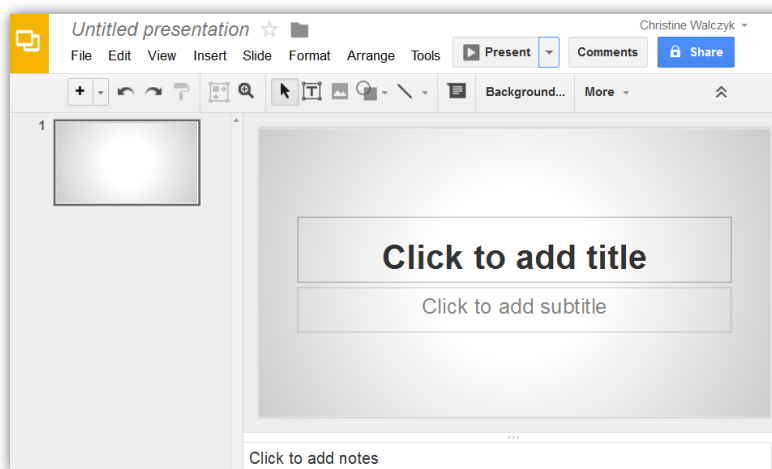 Christine Walczyk
Untitled presentation
File Edit View Insert Slide Format Arrange Tools Present Comments Share
Background... More
1
Click to add title
Click to add subtitle
Click to add notes